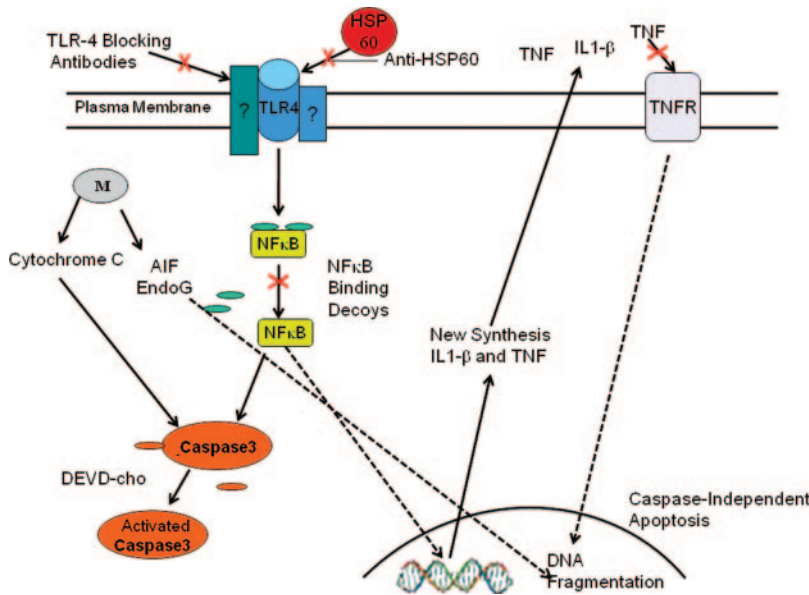 TLR-4 Blocking
Antibodies
HSP
60
Anti-HSP60
TNF
IL1-β
TNF
Plasma Membrane
?
TLR4
?
TNFR
M
Cytochrome C
AIF
EndoG
NFκB
NFκB
Binding
Decoys
NFκB
New Synthesis
IL1-β and TNF
Caspase3
DEVD-cho
Activated
Caspase3
Caspase-Independent
Apoptosis
DNA
Fragmentation